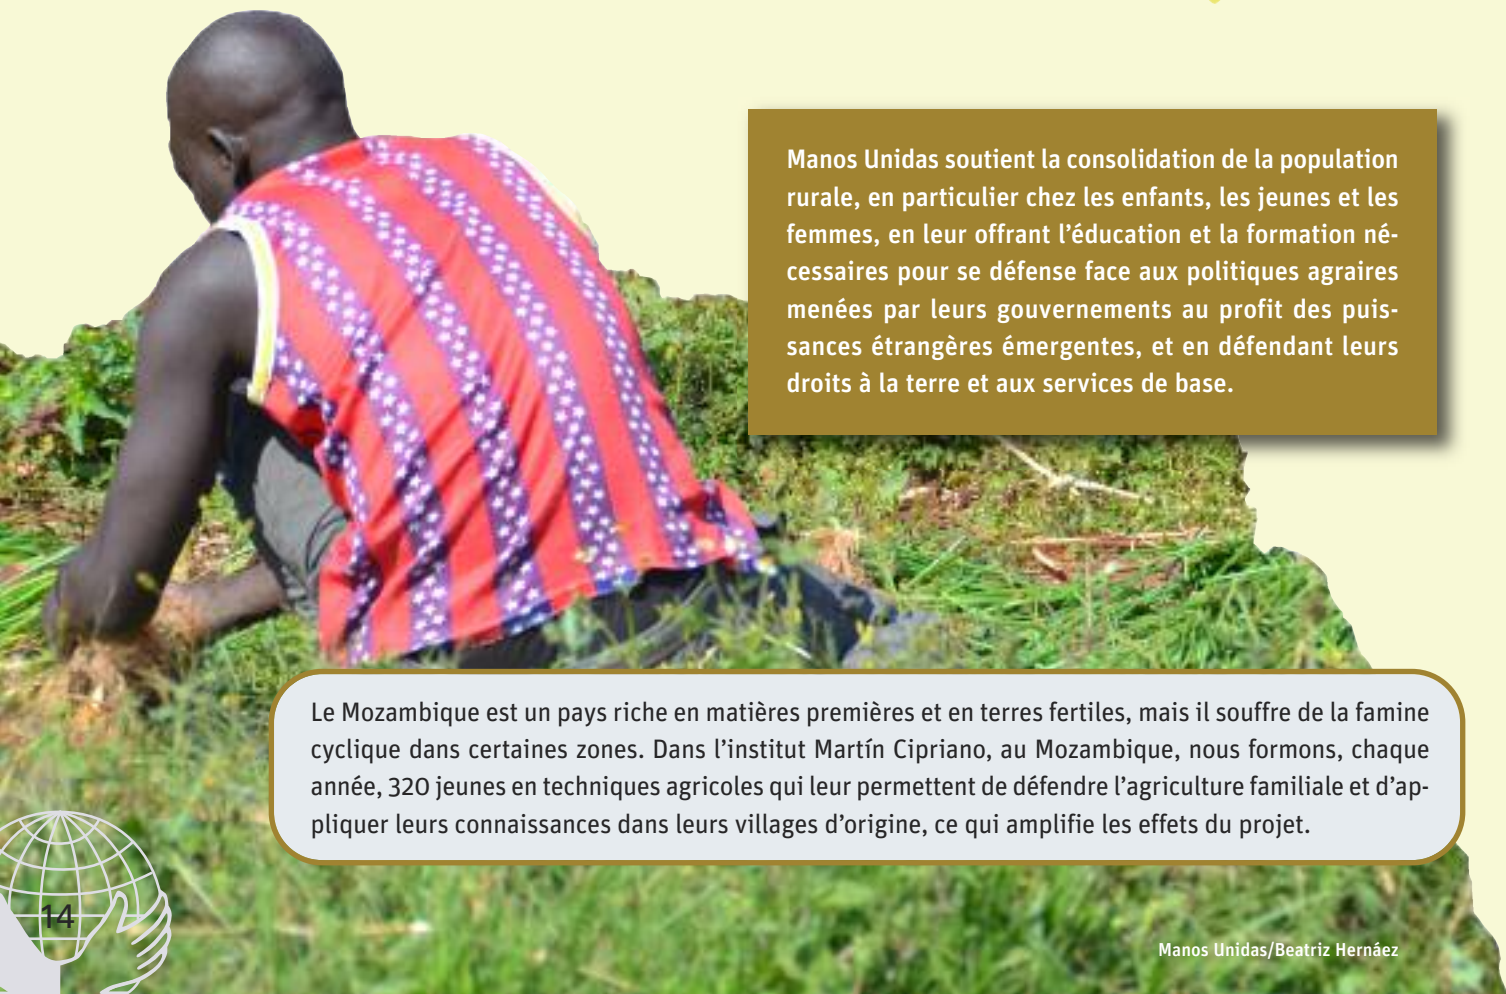 Manos Unidas soutient la consolidation de la population
rurale, en particulier chez les enfants, les jeunes et les
femmes, en leur offrant l’éducation et la formation né-
cessaires pour se défense face aux politiques agraires
menées par leurs gouvernements au profit des puis-
sances étrangères émergentes, et en défendant leurs
droits à la terre et aux services de base.
Le Mozambique est un pays riche en matières premières et en terres fertiles, mais il souffre de la famine
cyclique dans certaines zones. Dans l’institut Martín Cipriano, au Mozambique, nous formons, chaque
année, 320 jeunes en techniques agricoles qui leur permettent de défendre l’agriculture familiale et d’ap-
pliquer leurs connaissances dans leurs villages d’origine, ce qui amplifie les effets du projet.
14
Manos Unidas/Beatriz Hernáez